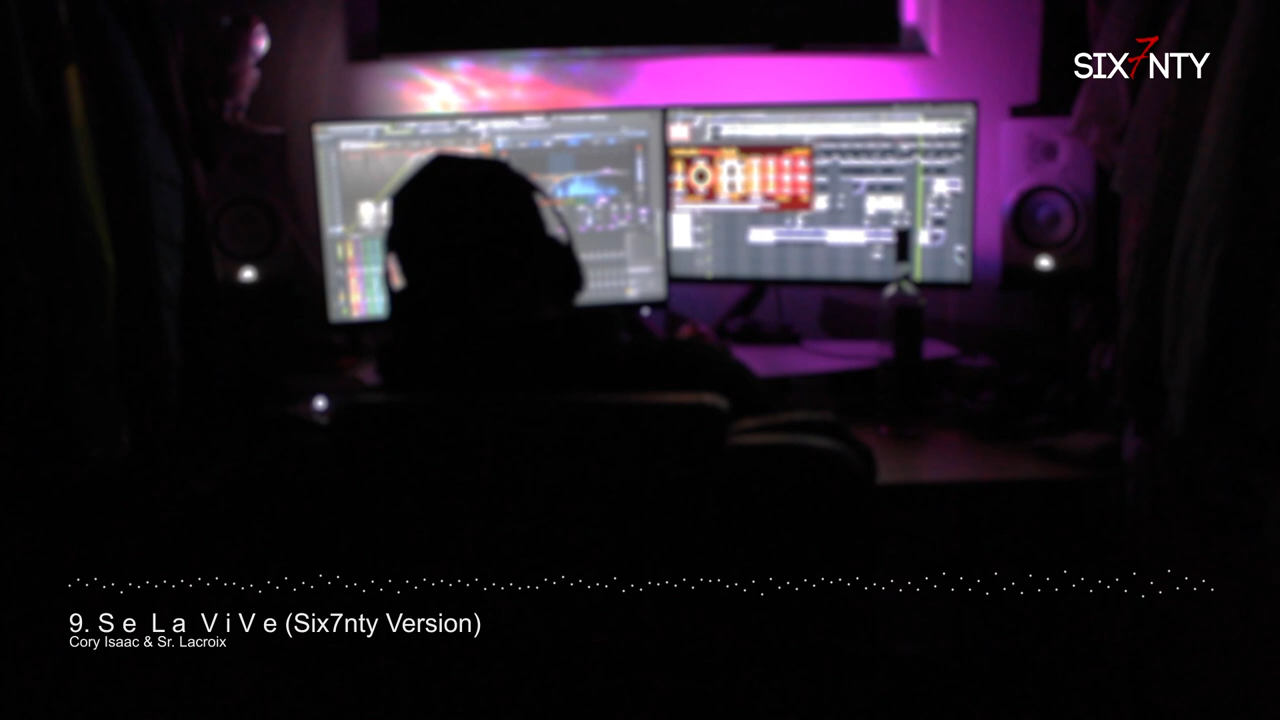 SIX7NTY
9. S e  L a  V i V e (Six7nty Version)
Cory Isaac & Sr. Lacroix